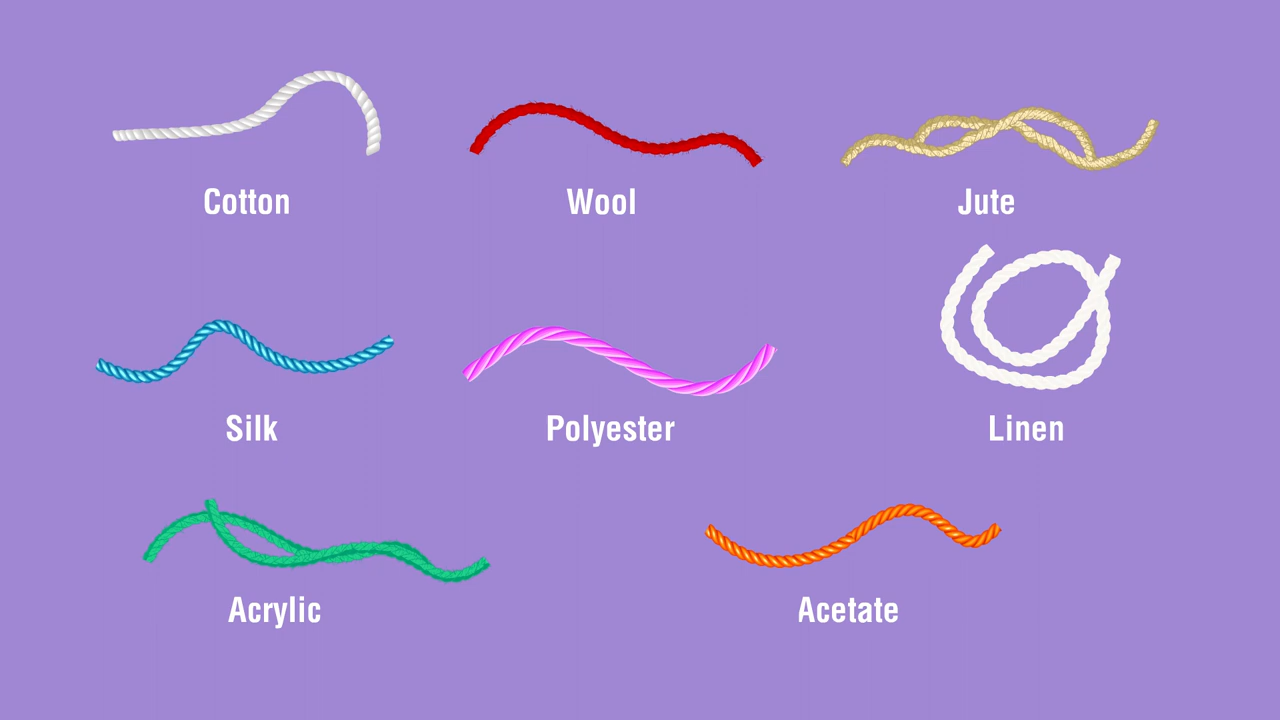 Cotton
Wool
Jute
Silk
Polyester
Linen
Acrylic
Acetate